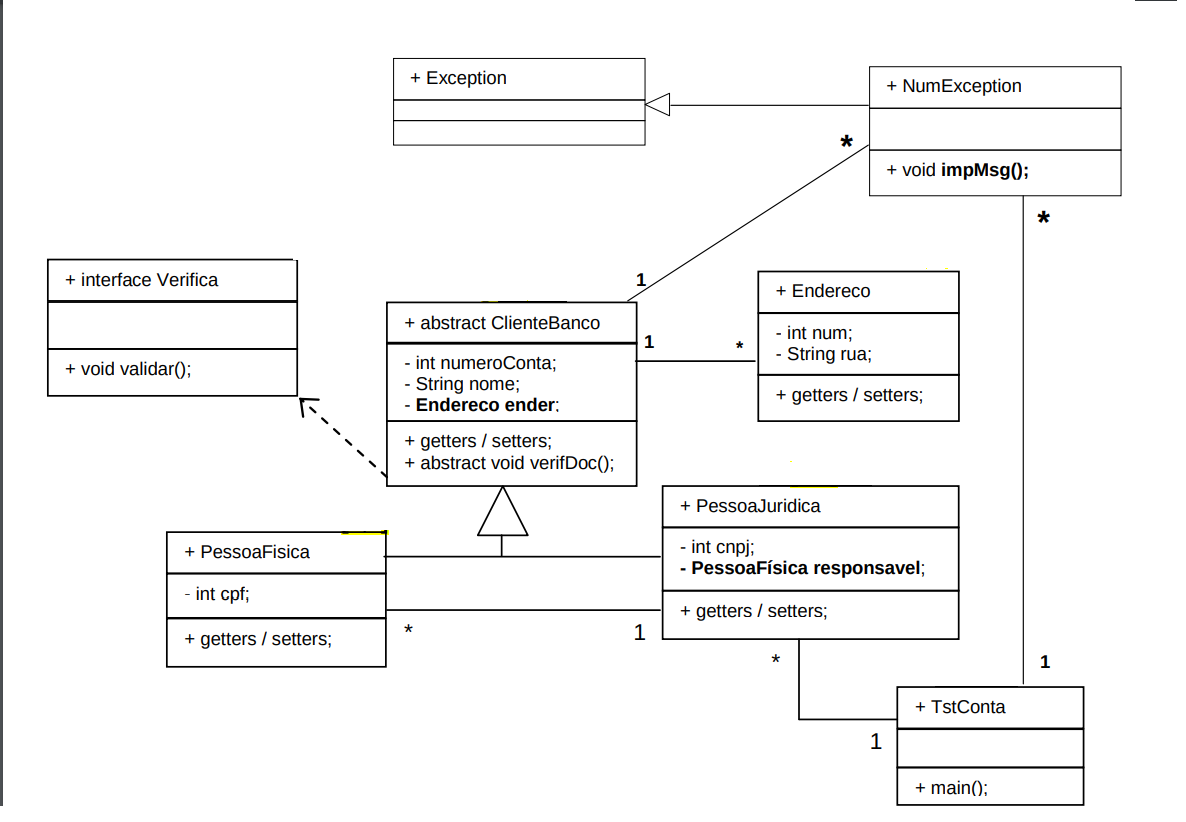 + Exception
+ NumException
+ void impMsg();
*
*
+ interface Verifica
+ void validar();
1
+ abstract ClienteBanco
- int numeroConta;
- String nome;
- Endereco ender;
+ getters / setters;
+ abstract void verifDoc();
1
*
+ Endereco
- int num;
- String rua;
+ getters / setters;
+ PessoaFisica
- int cpf;
+ getters / setters;
*
1
+ PessoaJuridica
- int cnpj;
- PessoaFísica responsavel;
+ getters / setters;
*
1
1
+ TstConta
+ main();